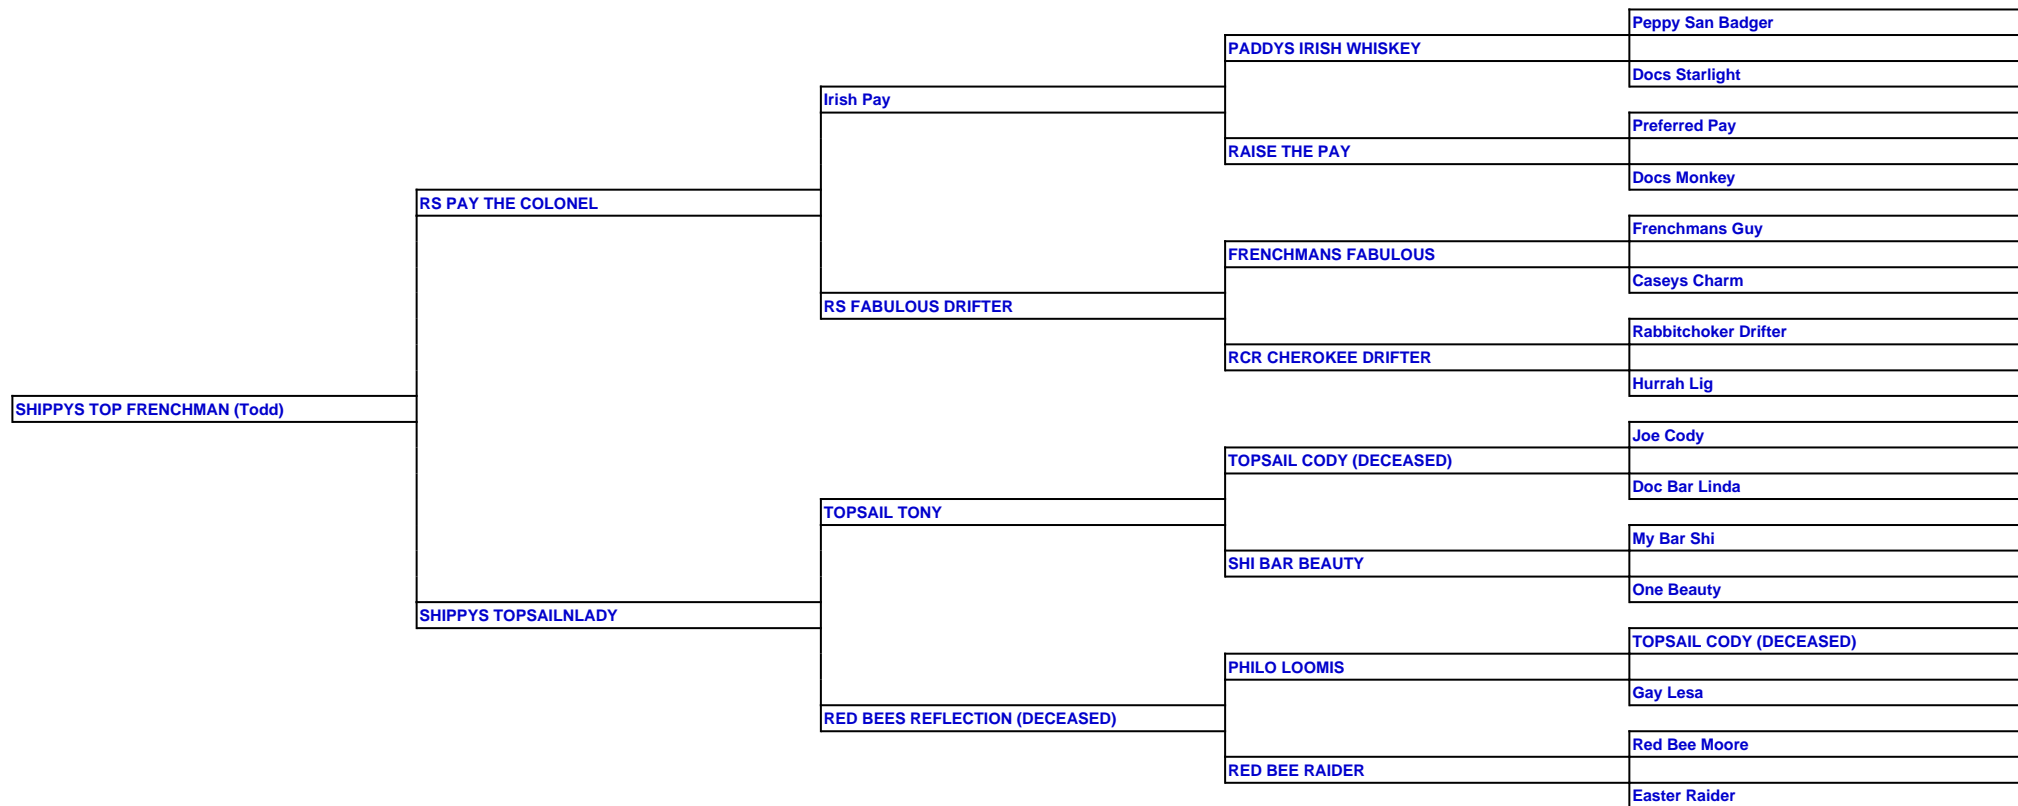 Peppy San Badger
PADDYS IRISH WHISKEY
Docs Starlight
Irish Pay
Preferred Pay
RAISE THE PAY
Docs Monkey
RS PAY THE COLONEL
Frenchmans Guy
FRENCHMANS FABULOUS
Caseys Charm
RS FABULOUS DRIFTER
Rabbitchoker Drifter
RCR CHEROKEE DRIFTER
Hurrah Lig
SHIPPYS TOP FRENCHMAN (Todd)
Joe Cody
TOPSAIL CODY (DECEASED)
Doc Bar Linda
TOPSAIL TONY
My Bar Shi
SHI BAR BEAUTY
One Beauty
SHIPPYS TOPSAILNLADY
TOPSAIL CODY (DECEASED)
PHILO LOOMIS
Gay Lesa
RED BEES REFLECTION (DECEASED)
Red Bee Moore
RED BEE RAIDER
Easter Raider